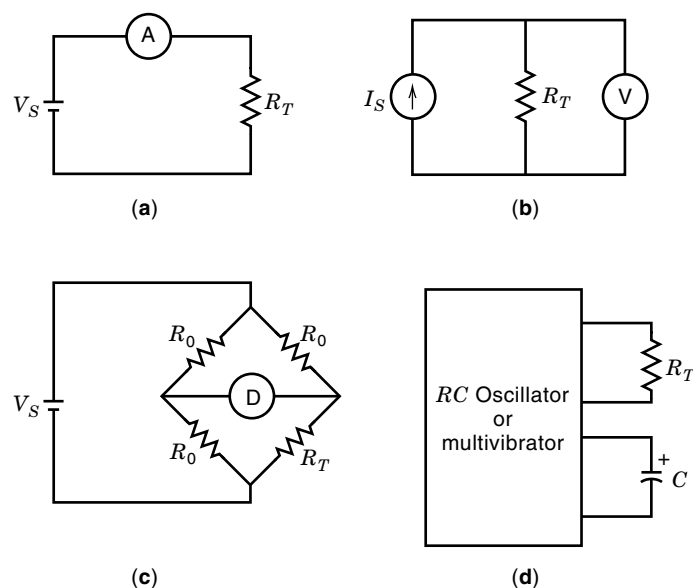 A
V_S
R_T
(a)
I_S
R_T
V
(b)
R_0
R_0
V_S
D
R_0
R_T
(c)
RC Oscillator
or
multivibrator
R_T
+
C
(d)